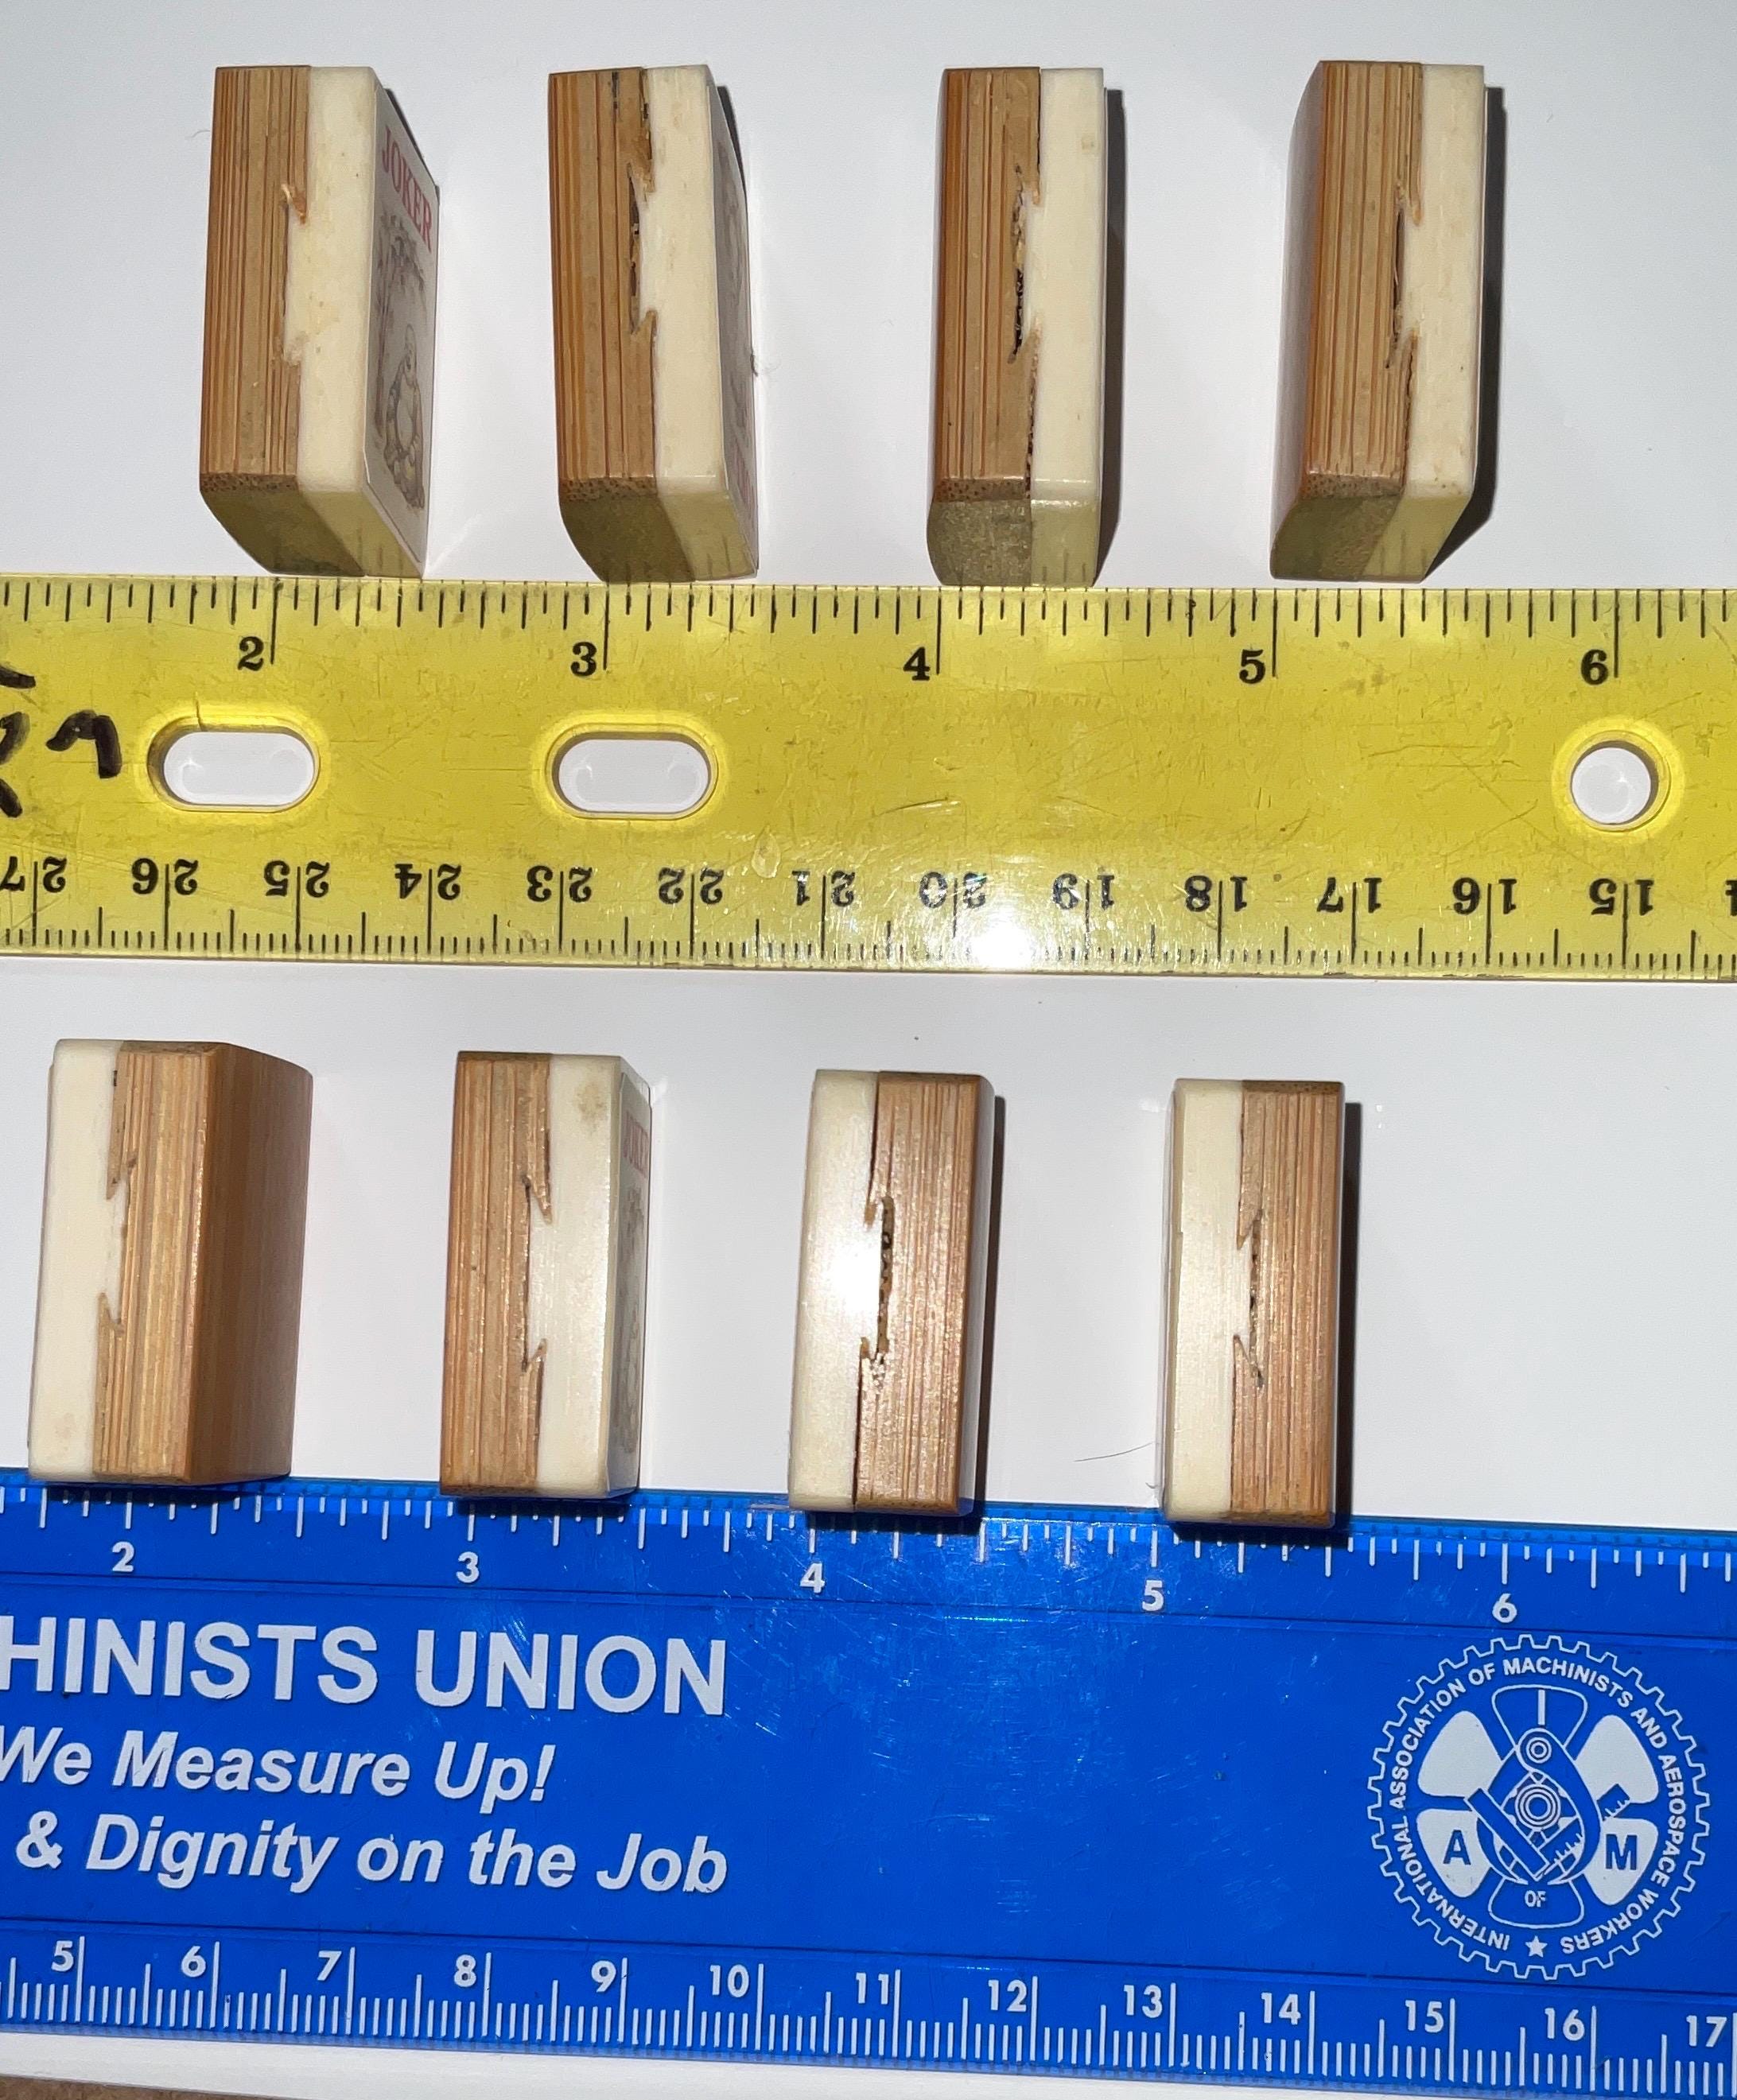 JOKER
2 3 4 5 6
27 26 25 24 23 22 21 20 19 18 17 16 15
JOKER
2 3 4 5 6
HINISTS UNION
We Measure Up!
& Dignity on the Job
INTERNATIONAL ASSOCIATION OF MACHINISTS AND AEROSPACE WORKERS
I
A M
OF
5 6 7 8 9 10 11 12 13 14 15 16 17